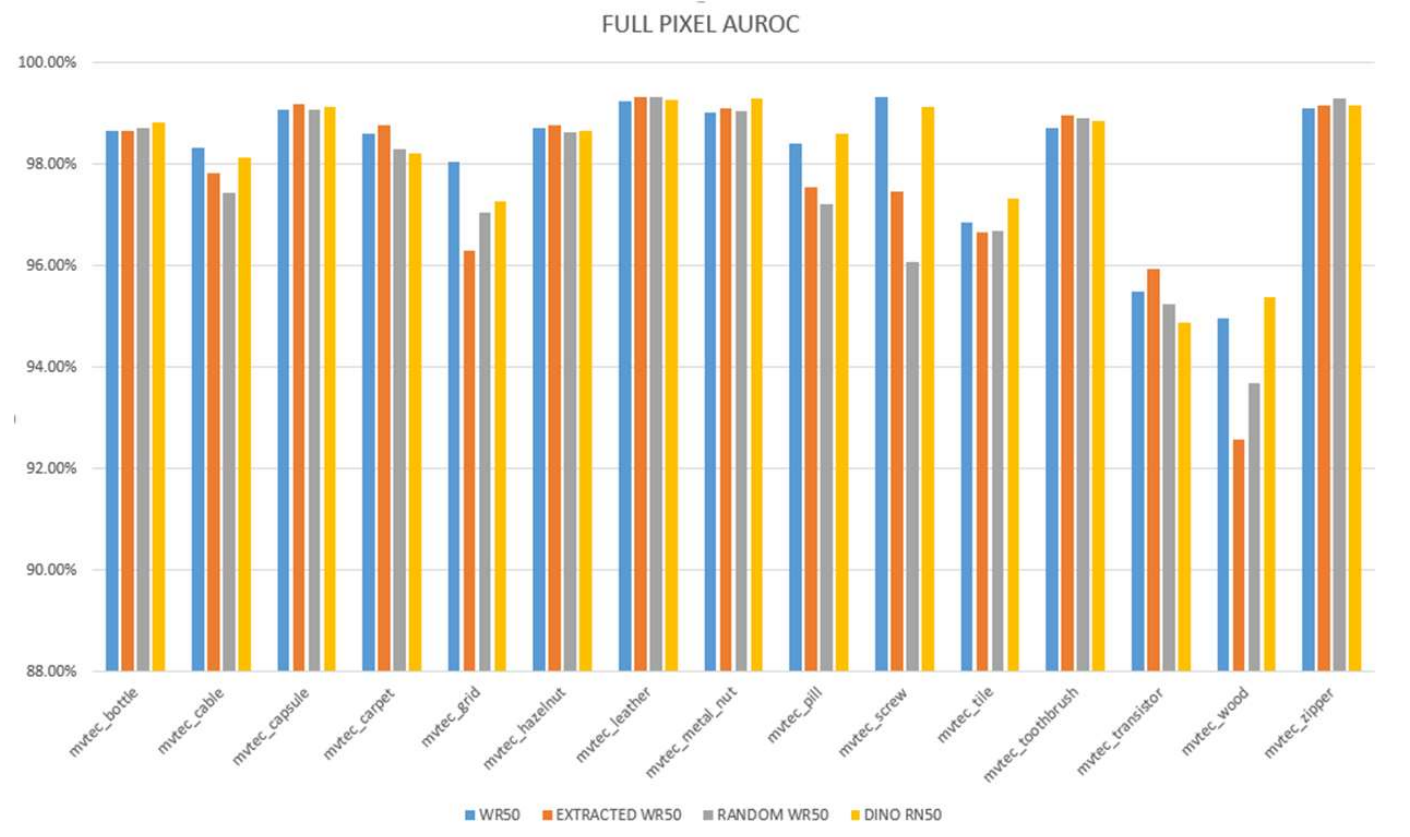 FULL PIXEL AUROC
100.00%
98.00%
96.00%
94.00%
92.00%
90.00%
88.00%
mvtec_bottle
mvtec_cable
mvtec_capsule
mvtec_carpet
mvtec_grid
mvtec_hazelnut
mvtec_leather
mvtec_metal_nut
mvtec_pill
mvtec_screw
mvtec_tile
mvtec_toothbrush
mvtec_transistor
mvtec_wood
mvtec_zipper
WR50 EXTRACTED WR50 RANDOM WR50 DINO RN50